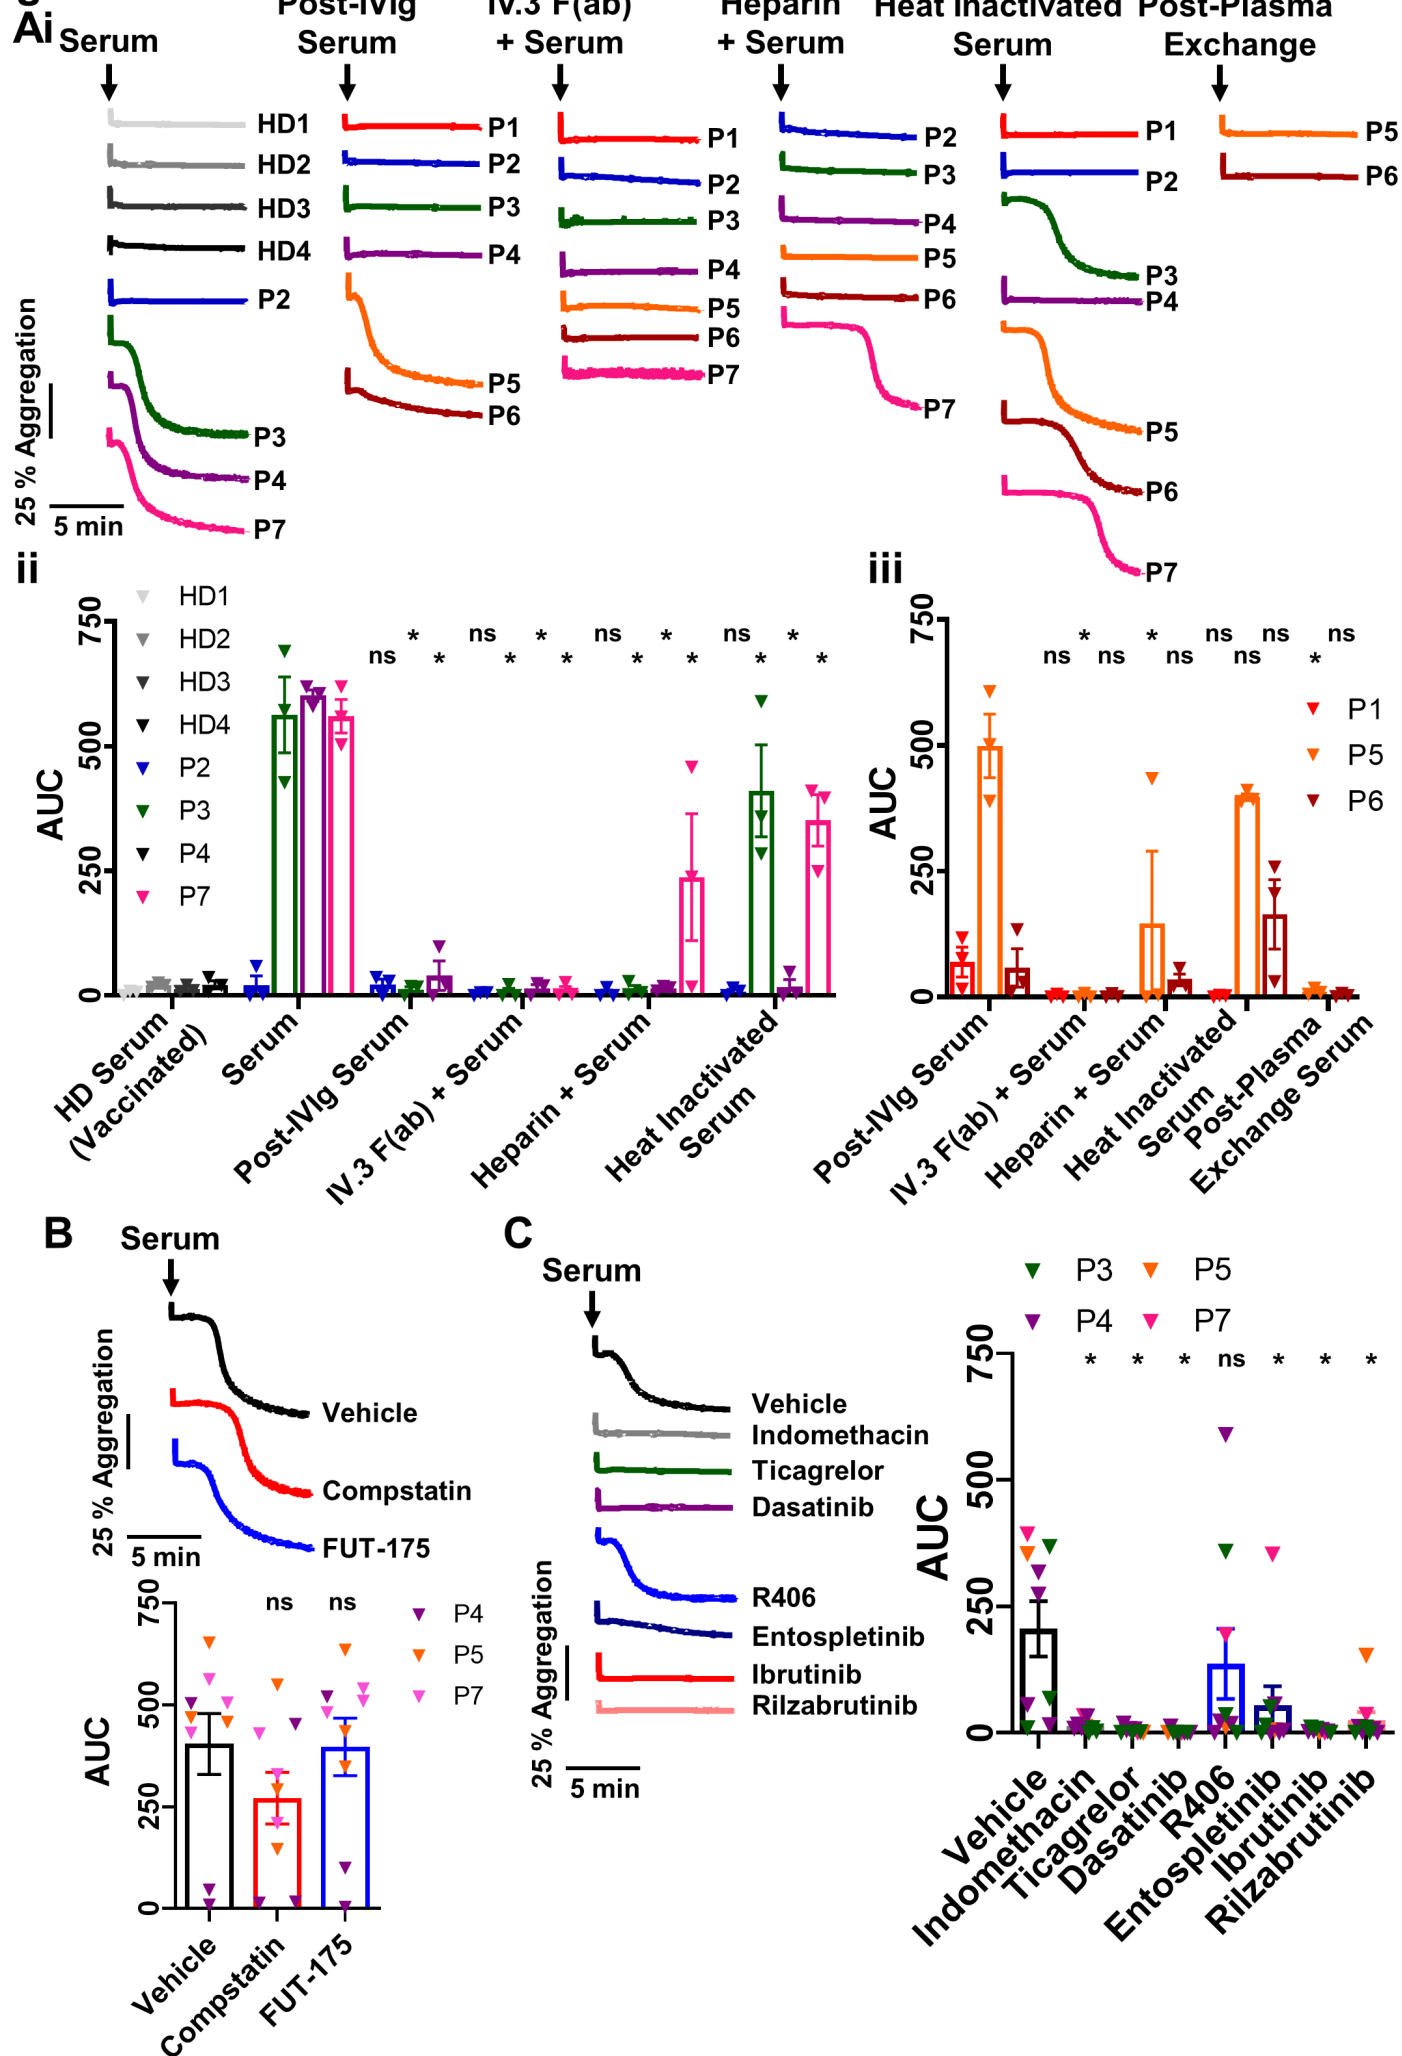 Ai
Serum
Post-IVIg
Serum
IV.3 F(ab)
+ Serum
Heparin
+ Serum
Heat Inactivated
Serum
Post-Plasma
Exchange
HD1
HD2
HD3
HD4
P2
P3
P4
P7
P1
P2
P3
P4
P5
P6
P1
P2
P3
P4
P5
P6
P7
P2
P3
P4
P5
P6
P7
P1
P2
P3
P4
P5
P6
P7
P5
P6
25 % Aggregation
5 min
ii
HD1
HD2
HD3
HD4
P2
P3
P4
P7
AUC
750
500
250
0
ns * * ns * * * ns * * * ns * * *
HD Serum
(Vaccinated)
Serum
Post-IVIg Serum
IV.3 F(ab) + Serum
Heparin + Serum
Heat Inactivated
Serum
iii
AUC
750
500
250
0
ns * ns * ns ns ns ns * ns
P1
P5
P6
Post-IVIg Serum
IV.3 F(ab) + Serum
Heparin + Serum
Heat Inactivated
Serum
Post-Plasma
Exchange Serum
B
Serum
Vehicle
Compstatin
FUT-175
25 % Aggregation
5 min
AUC
750
500
250
0
ns ns
P4
P5
P7
Vehicle
Compstatin
FUT-175
C
Serum
Vehicle
Indomethacin
Ticagrelor
Dasatinib
R406
Entospletinib
Ibrutinib
Rilzabrutinib
25 % Aggregation
5 min
P3 P5
P4 P7
AUC
750
500
250
0
* * * ns * * *
Vehicle
Indomethacin
Ticagrelor
Dasatinib
R406
Entospletinib
Ibrutinib
Rilzabrutinib